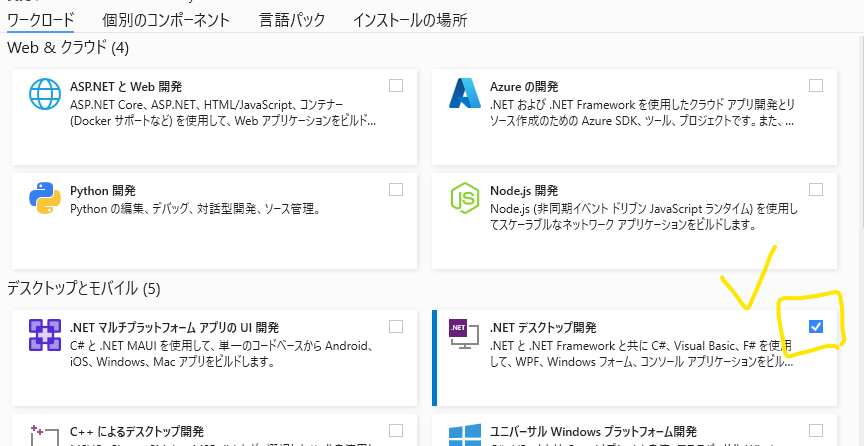 ワークロード 個別のコンポーネント 言語パック インストールの場所
Web & クラウド (4)
ASP.NET と Web 開発
ASP.NET Core、ASP.NET、HTML/JavaScript、コンテナー
(Docker サポートなど) を使用して、Web アプリケーションをビルド...
Azure の開発
.NET および .NET Framework を使用したクラウド アプリ開発とリ
ソース作成のための Azure SDK、ツール、プロジェクトです。また、...
Python 開発
Python の編集、デバッグ、対話型開発、ソース管理。
Node.js 開発
Node.js (非同期イベント ドリブン JavaScript ランタイム) を使用し
てスケーラブルなネットワーク アプリケーションをビルドします。
デスクトップとモバイル (5)
.NET マルチプラットフォーム アプリの UI 開発
C# と .NET MAUI を使用して、単一のコードベースから Android、
iOS、Windows、Mac アプリをビルドします。
.NET
.NET デスクトップ開発
.NET と .NET Framework と共に C#、Visual Basic、F# を使用
して、WPF、Windows フォーム、コンソール アプリケーションをビル...
C++ によるデスクトップ開発
ユニバーサル Windows プラットフォーム開発